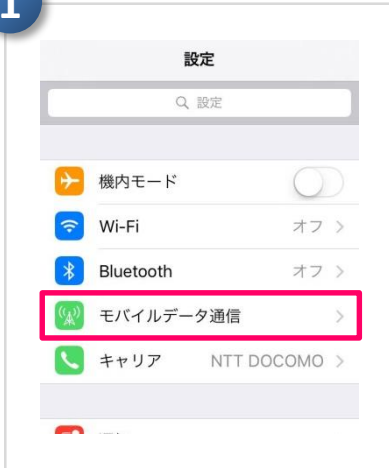 1
設定
設定
機内モード
Wi-Fi オフ
Bluetooth オフ
モバイルデータ通信
キャリア NTT DOCOMO